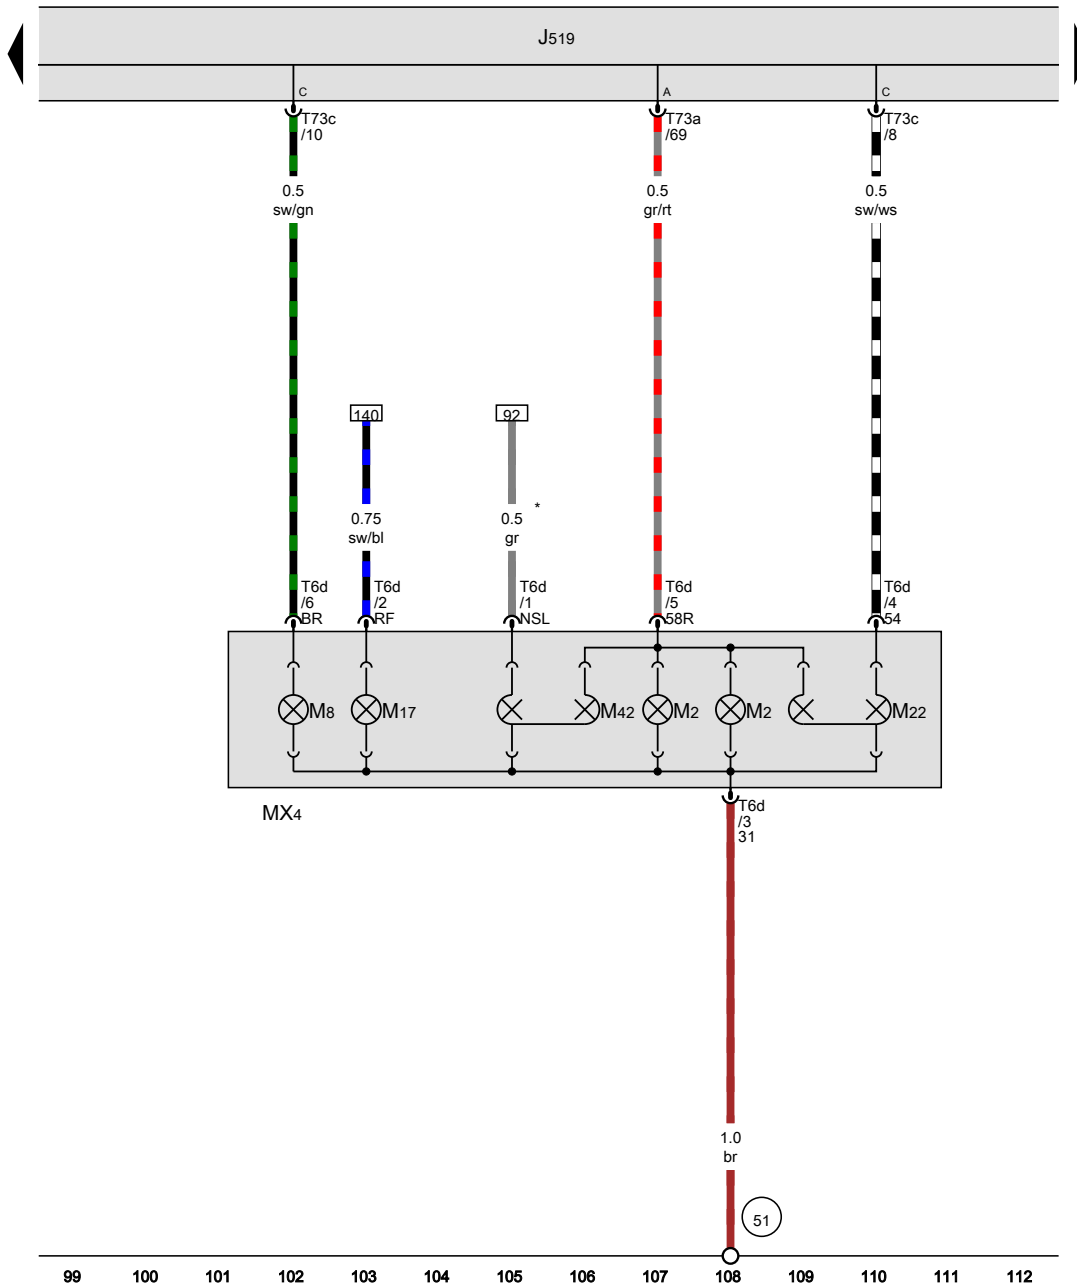 J519
C
A
C
T73c
/10
T73a
/69
T73c
/8
0.5
sw/gn
0.5
gr/rt
0.5
sw/ws
140
92
0.75
sw/bl
0.5
gr
*
T6d
/6
BR
T6d
/2
RF
T6d
/1
NSL
T6d
/5
58R
T6d
/4
54
M8
M17
M42
M2
M2
M22
MX4
T6d
/3
31
1.0
br
51
99 100 101 102 103 104 105 106 107 108 109 110 111 112